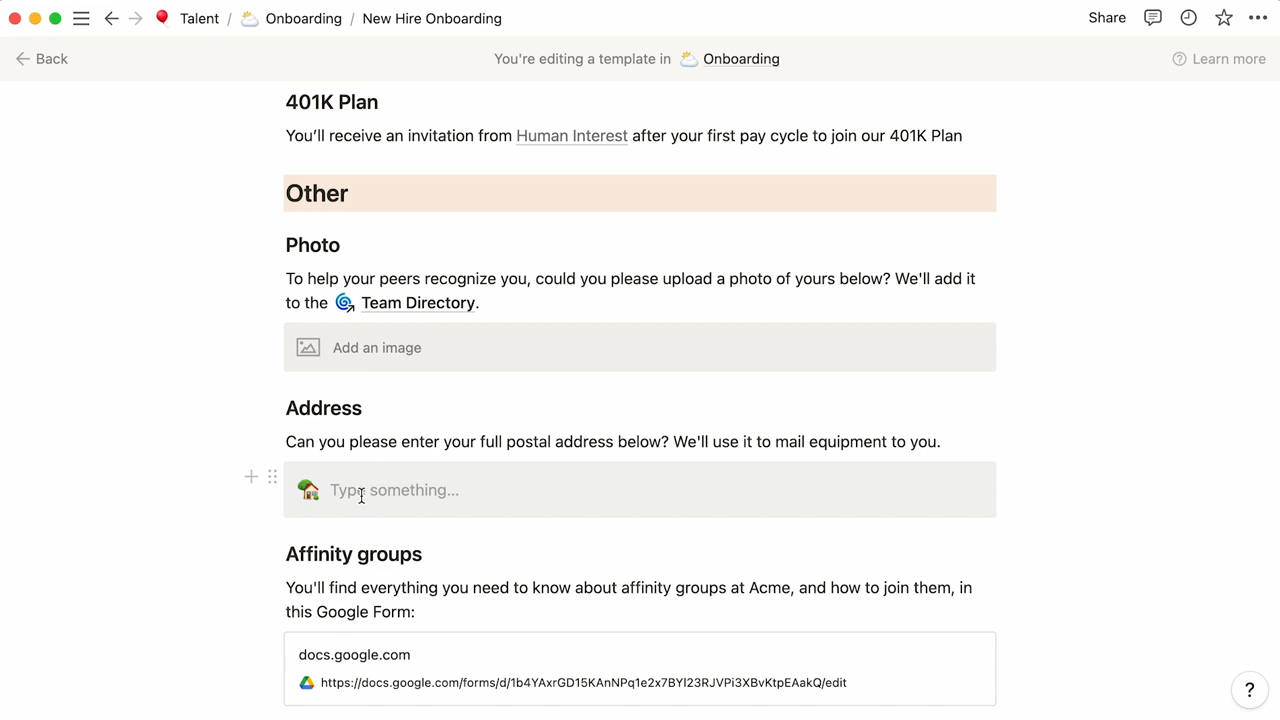 Talent / Onboarding / New Hire Onboarding
Share
Back
You're editing a template in Onboarding
Learn more
401K Plan
You’ll receive an invitation from Human Interest after your first pay cycle to join our 401K Plan
Other
Photo
To help your peers recognize you, could you please upload a photo of yours below? We'll add it
to the Team Directory.
Add an image
Address
Can you please enter your full postal address below? We'll use it to mail equipment to you.
Type something...
Affinity groups
You'll find everything you need to know about affinity groups at Acme, and how to join them, in
this Google Form:
docs.google.com
https://docs.google.com/forms/d/1b4YAxrGD15KAnNPq1e2x7BYl23RJVPi3XBvKtpEAakQ/edit
?